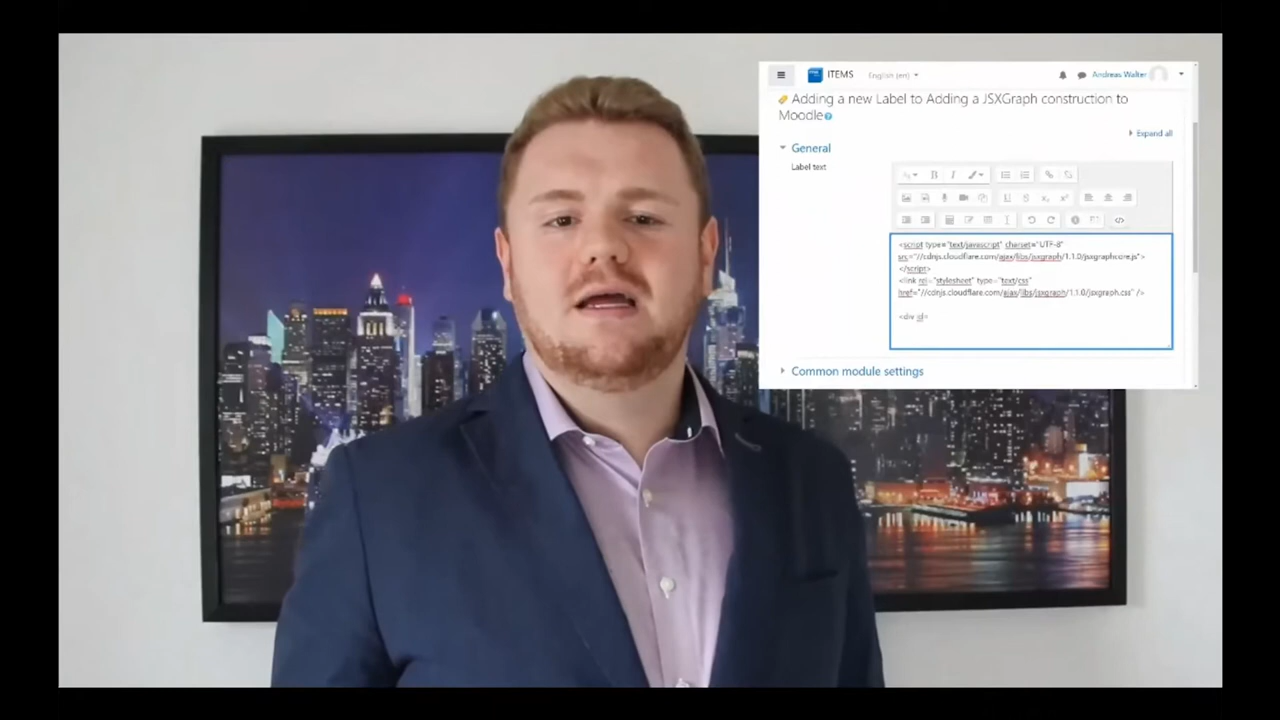 ITEMS
English (en)
Andreas Walter
Adding a new Label to Adding a JSXGraph construction to
Moodle
Expand all
General
Label text
<script type="text/javascript" charset="UTF-8"
src="//cdnjs.cloudflare.com/ajax/libs/jsxgraph/1.1.0/jsxgraphcore.js">
</script>
<link rel="stylesheet" type="text/css"
href="//cdnjs.cloudflare.com/ajax/libs/jsxgraph/1.1.0/jsxgraph.css" />
<div id=
Common module settings